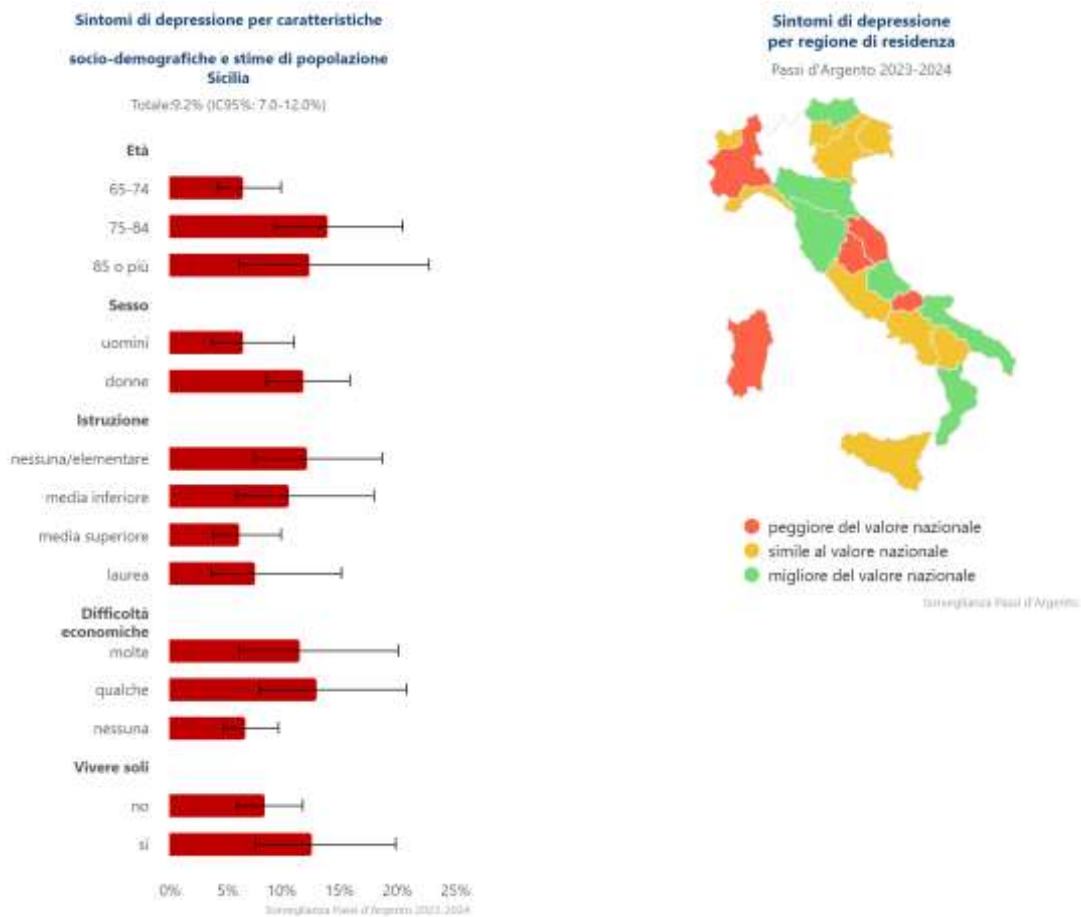 Sintomi di depressione per caratteristiche
socio-demografiche e stime di popolazione
Sicilia
Totale:9.2% (IC95%: 7.0-12.0%)
Età
65-74
75-84
85 o più
Sesso
uomini
donne
Istruzione
nessuna/elementare
media inferiore
media superiore
laurea
Difficoltà
economiche
molte
qualche
nessuna
Vivere soli
no
sì
0% 5% 10% 15% 20% 25%
Sorveglianza Passi d'Argento 2023-2024
Sintomi di depressione
per regione di residenza
Passi d'Argento 2023-2024
peggiore del valore nazionale
simile al valore nazionale
migliore del valore nazionale
Sorveglianza Passi d'Argento